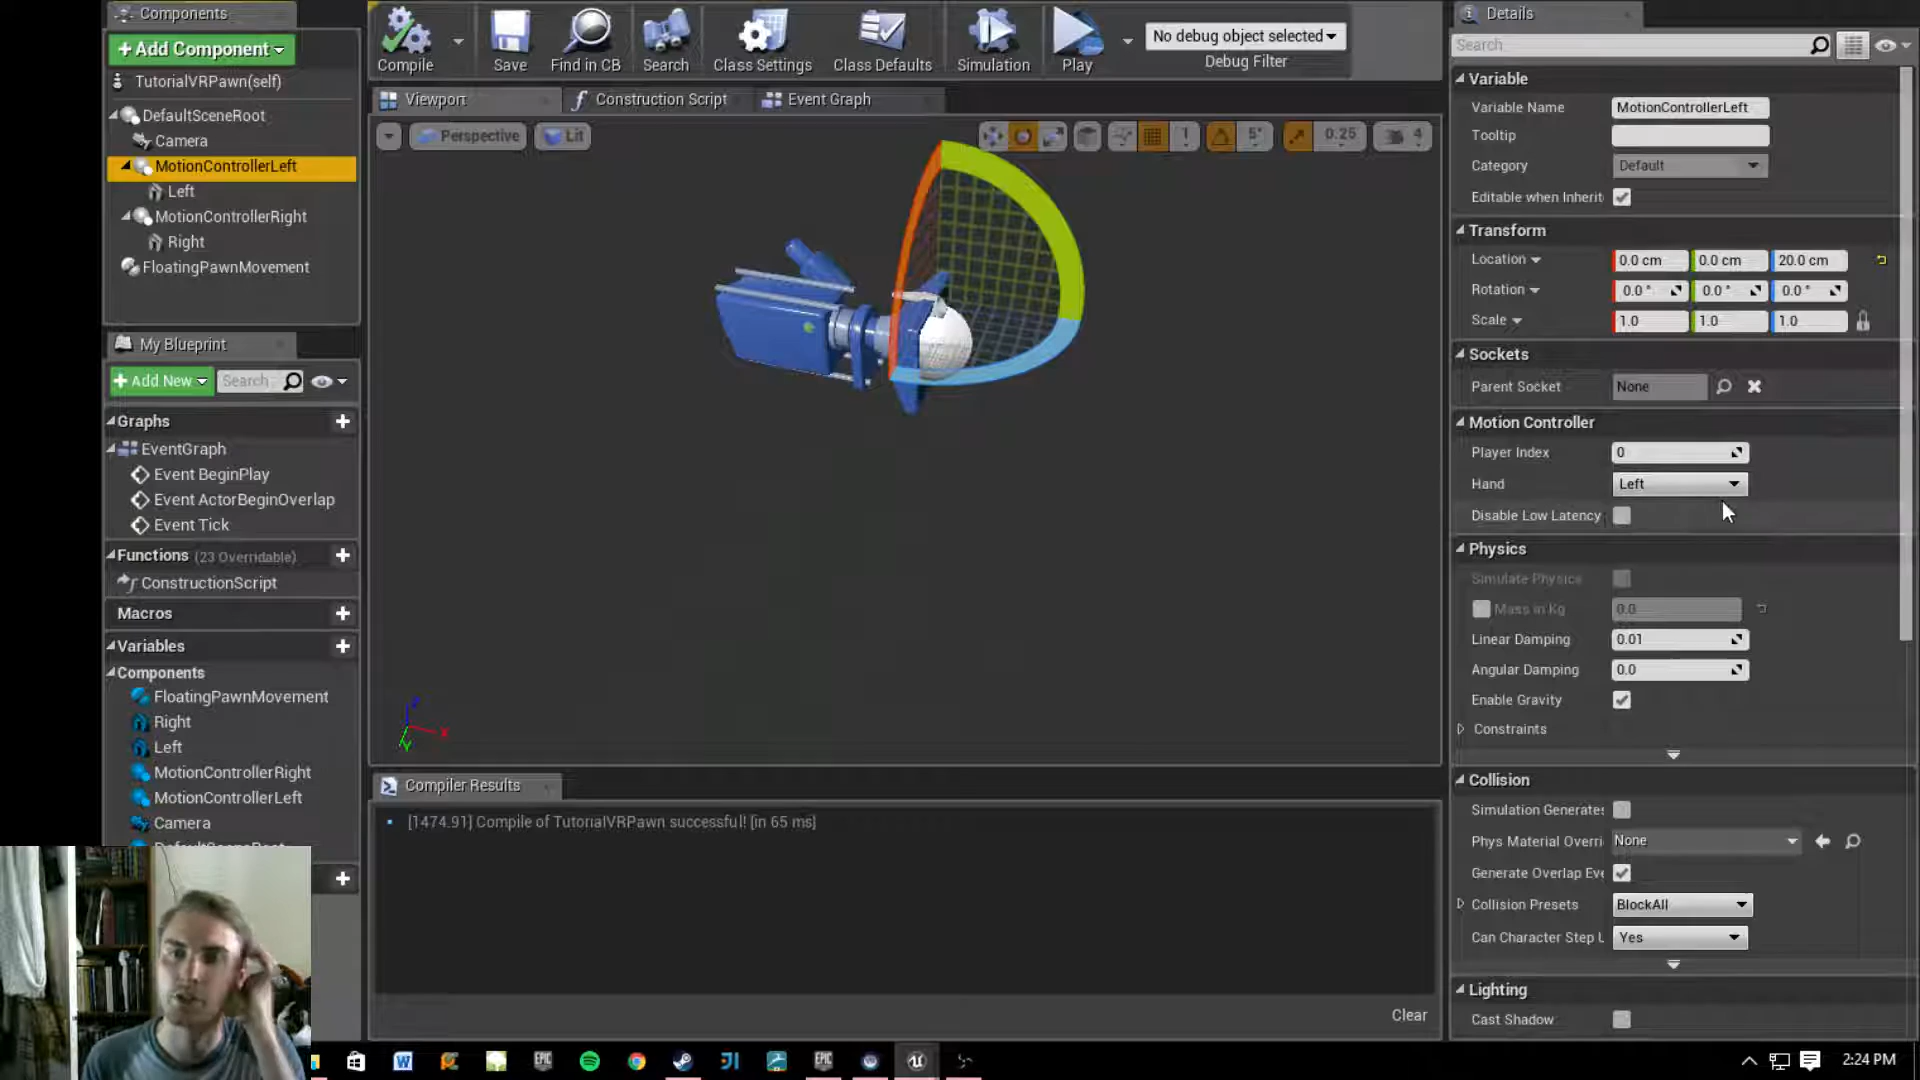 Components
+Add Component
TutorialVRPawn(self)
DefaultSceneRoot
Camera
MotionControllerLeft
Left
MotionControllerRight
Right
FloatingPawnMovement
My Blueprint
+Add New
Search
Graphs
EventGraph
Event BeginPlay
Event ActorBeginOverlap
Event Tick
Functions (23 Overridable)
ConstructionScript
Macros
Variables
Components
FloatingPawnMovement
Right
Left
MotionControllerRight
MotionControllerLeft
Camera
Compile
Save
Find in CB
Search
Class Settings
Class Defaults
Simulation
Play
No debug object selected
Debug Filter
Viewport
Construction Script
Event Graph
Perspective
Lit
1
5°
0.25
4
X
Y
Compiler Results
[1474.91] Compile of TutorialVRPawn successful! [in 65 ms]
Clear
Details
Search
Variable
Variable Name MotionControllerLeft
Tooltip
Category Default
Editable when Inherit
Transform
Location 0.0 cm 0.0 cm 20.0 cm
Rotation 0.0 ° 0.0 ° 0.0 °
Scale 1.0 1.0 1.0
Sockets
Parent Socket None
Motion Controller
Player Index 0
Hand Left
Disable Low Latency
Physics
Simulate Physics
Mass in Kg 0.0
Linear Damping 0.01
Angular Damping 0.0
Enable Gravity
Constraints
Collision
Simulation Generates
Phys Material Overri None
Generate Overlap Eve
Collision Presets BlockAll
Can Character Step U Yes
Lighting
Cast Shadow
EPIC
EPIC
2:24 PM